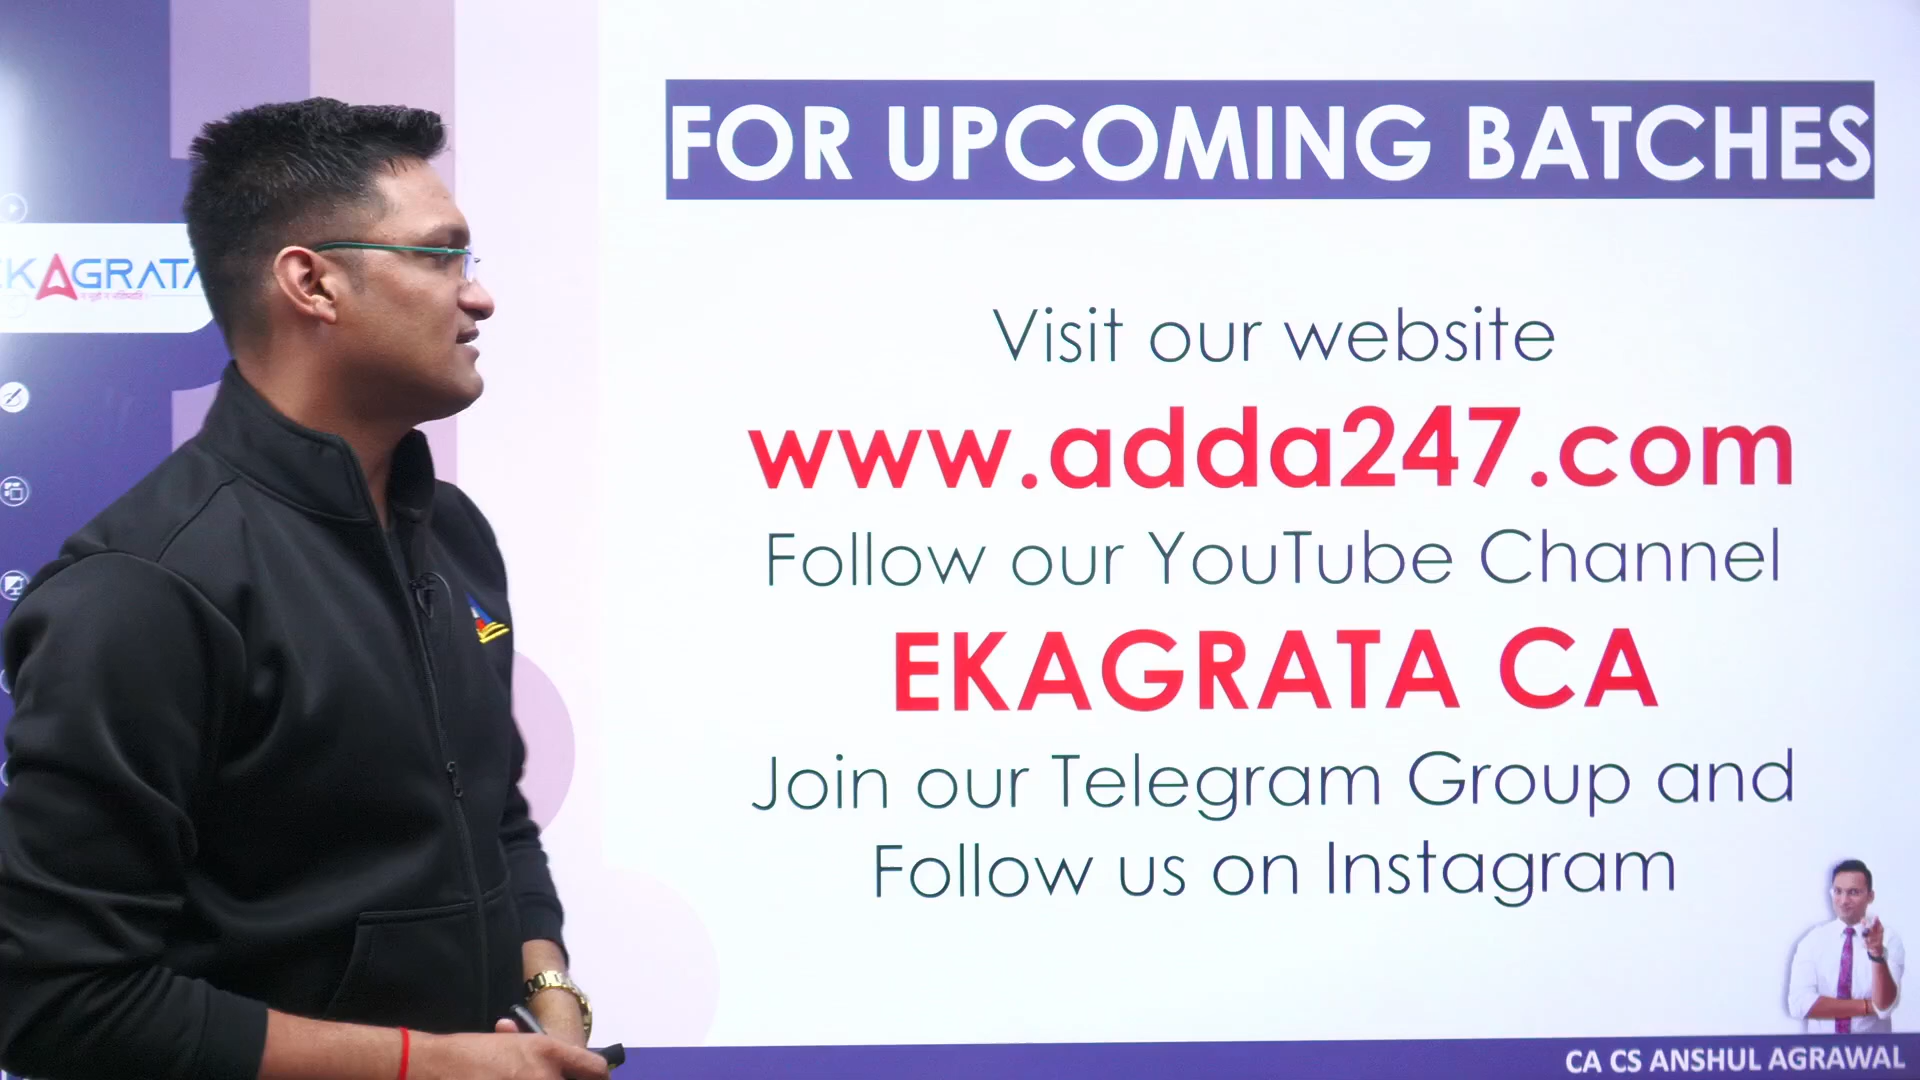 FOR UPCOMING BATCHES
EKAGRATA
Visit our website
www.adda247.com
Follow our YouTube Channel
EKAGRATA CA
Join our Telegram Group and
Follow us on Instagram
CA CS ANSHUL AGRAWAL